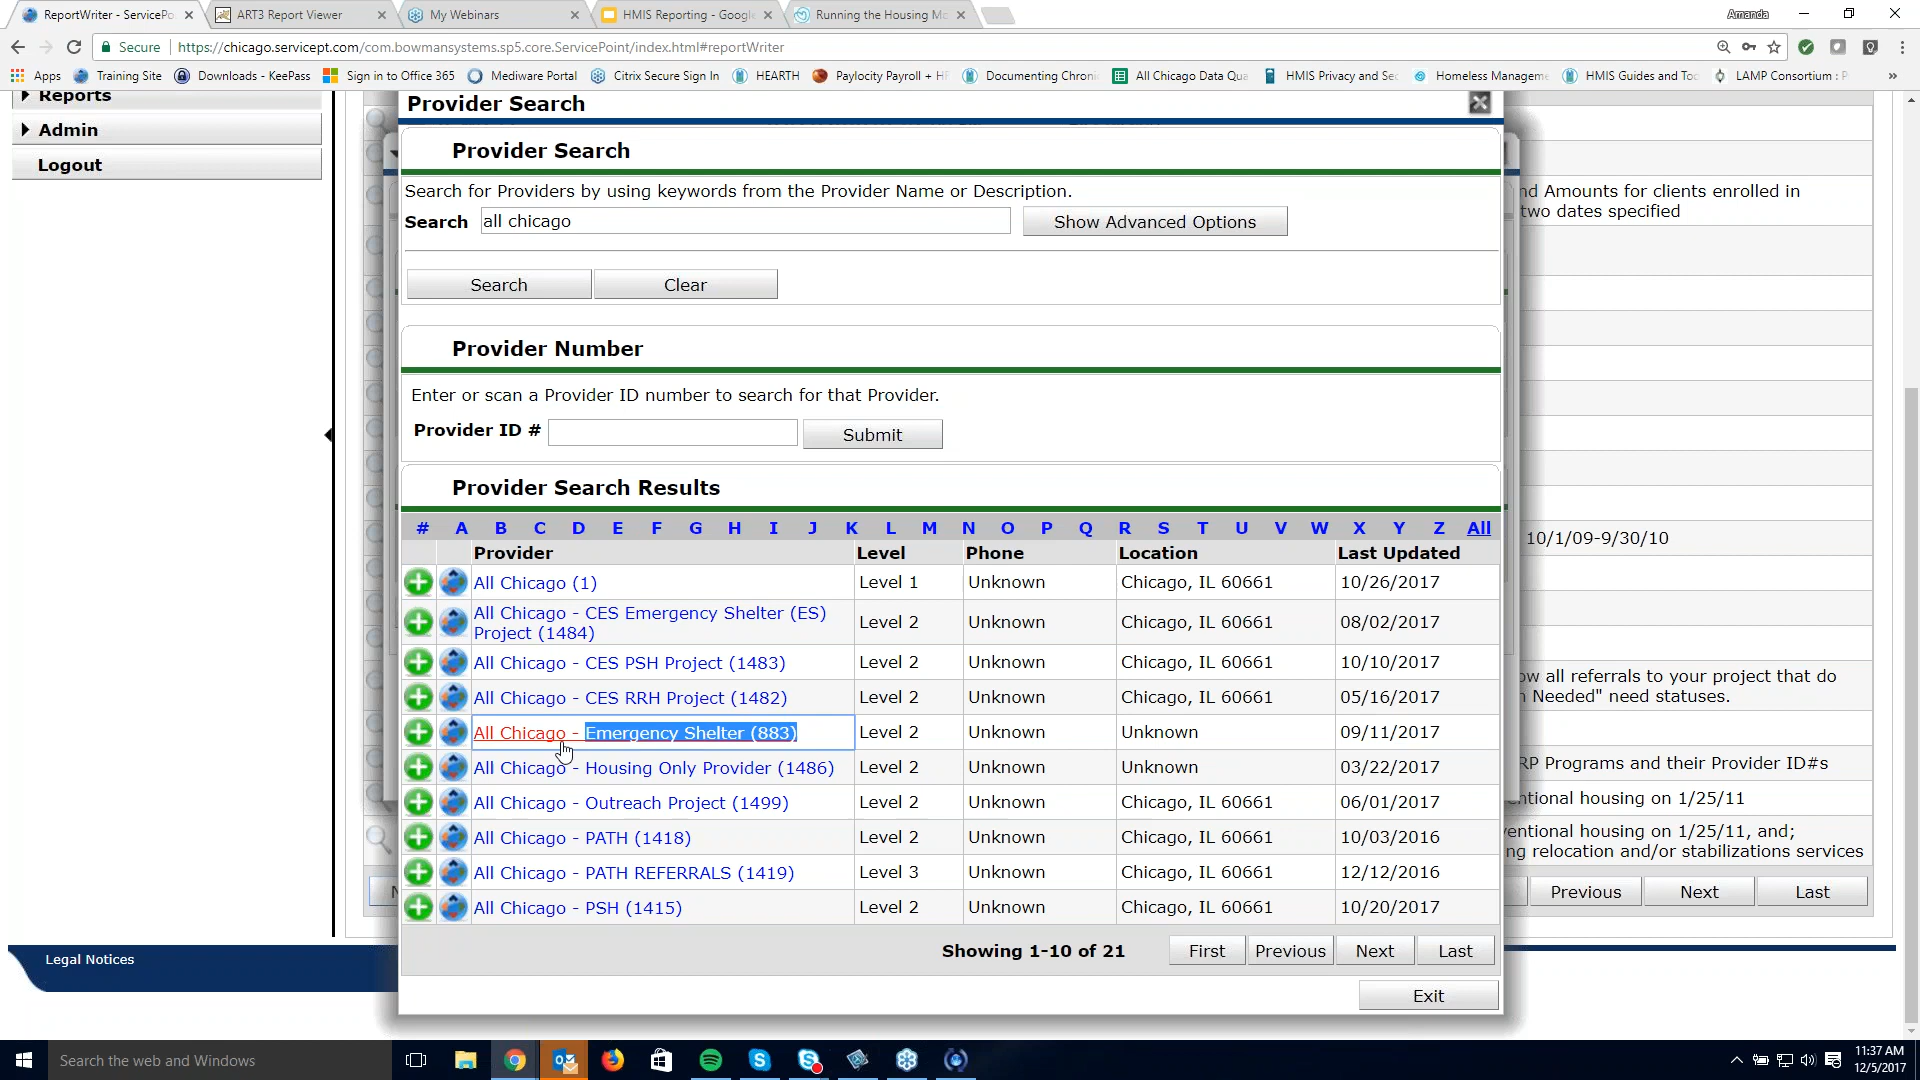 ReportWriter - ServicePo
ART3 Report Viewer
My Webinars
HMIS Reporting - Google
Running the Housing Mo
Amanda
Secure
https://chicago.servicept.com/com.bowmansystems.sp5.core.ServicePoint/index.html#reportWriter
Apps
Training Site
Downloads - KeePass
Sign in to Office 365
Mediware Portal
Citrix Secure Sign In
HEARTH
Paylocity Payroll + H
Documenting Chroni
All Chicago Data Qua
HMIS Privacy and Sec
Homeless Manageme
HMIS Guides and Too
LAMP Consortium : P
Reports
Admin
Logout
Provider Search
Provider Search
Search for Providers by using keywords from the Provider Name or Description.
Search
all chicago
Show Advanced Options
Search
Clear
Provider Number
Enter or scan a Provider ID number to search for that Provider.
Provider ID #
Submit
Provider Search Results
# A B C D E F G H I J K L M N O P Q R S T U V W X Y Z All
Provider Level Phone Location Last Updated
All Chicago (1) Level 1 Unknown Chicago, IL 60661 10/26/2017
All Chicago - CES Emergency Shelter (ES)
Project (1484) Level 2 Unknown Chicago, IL 60661 08/02/2017
All Chicago - CES PSH Project (1483) Level 2 Unknown Chicago, IL 60661 10/10/2017
All Chicago - CES RRH Project (1482) Level 2 Unknown Chicago, IL 60661 05/16/2017
All Chicago - Emergency Shelter (883) Level 2 Unknown Unknown 09/11/2017
All Chicago - Housing Only Provider (1486) Level 2 Unknown Unknown 03/22/2017
All Chicago - Outreach Project (1499) Level 2 Unknown Chicago, IL 60661 06/01/2017
All Chicago - PATH (1418) Level 2 Unknown Chicago, IL 60661 10/03/2016
All Chicago - PATH REFERRALS (1419) Level 3 Unknown Chicago, IL 60661 12/12/2016
All Chicago - PSH (1415) Level 2 Unknown Chicago, IL 60661 10/20/2017
Showing 1-10 of 21
First
Previous
Next
Last
Exit
nd Amounts for clients enrolled in
two dates specified
10/1/09-9/30/10
ow all referrals to your project that do
Needed" need statuses.
RP Programs and their Provider ID#s
entional housing on 1/25/11
ventional housing on 1/25/11, and;
ng relocation and/or stabilizations services
Previous
Next
Last
Legal Notices
Search the web and Windows
11:37 AM
12/5/2017